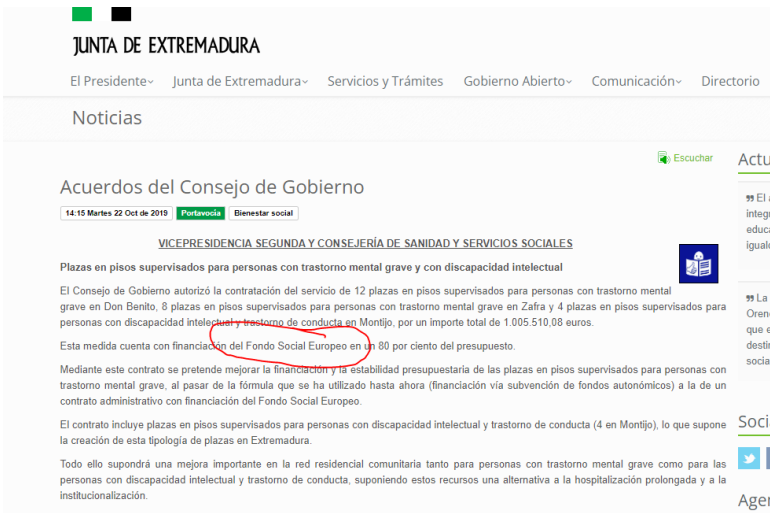 JUNTA DE EXTREMADURA
El Presidente Junta de Extremadura Servicios y Trámites Gobierno Abierto Comunicación Directorio
Noticias
Escuchar
Acuerdos del Consejo de Gobierno
14:15 Martes 22 Oct de 2019 Portavocía Bienestar social
VICEPRESIDENCIA SEGUNDA Y CONSEJERÍA DE SANIDAD Y SERVICIOS SOCIALES
Plazas en pisos supervisados para personas con trastorno mental grave y con discapacidad intelectual
El Consejo de Gobierno autorizó la contratación del servicio de 12 plazas en pisos supervisados para personas con trastorno mental
grave en Don Benito, 8 plazas en pisos supervisados para personas con trastorno mental grave en Zafra y 4 plazas en pisos supervisados para
personas con discapacidad intelectual y trastorno de conducta en Montijo, por un importe total de 1.005.510,08 euros.
Esta medida cuenta con financiación del Fondo Social Europeo en un 80 por ciento del presupuesto.
Mediante este contrato se pretende mejorar la financiación y la estabilidad presupuestaria de las plazas en pisos supervisados para personas con
trastorno mental grave, al pasar de la fórmula que se ha utilizado hasta ahora (financiación vía subvención de fondos autonómicos) a la de un
contrato administrativo con financiación del Fondo Social Europeo.
El contrato incluye plazas en pisos supervisados para personas con discapacidad intelectual y trastorno de conducta (4 en Montijo), lo que supone
la creación de esta tipología de plazas en Extremadura.
Todo ello supondrá una mejora importante en la red residencial comunitaria tanto para personas con trastorno mental grave como para las
personas con discapacidad intelectual y trastorno de conducta, suponiendo estos recursos una alternativa a la hospitalización prolongada y a la
institucionalización.
Actu
El a
integr
educa
iguale
La
Oren
que e
destin
socia
Soci
Agen